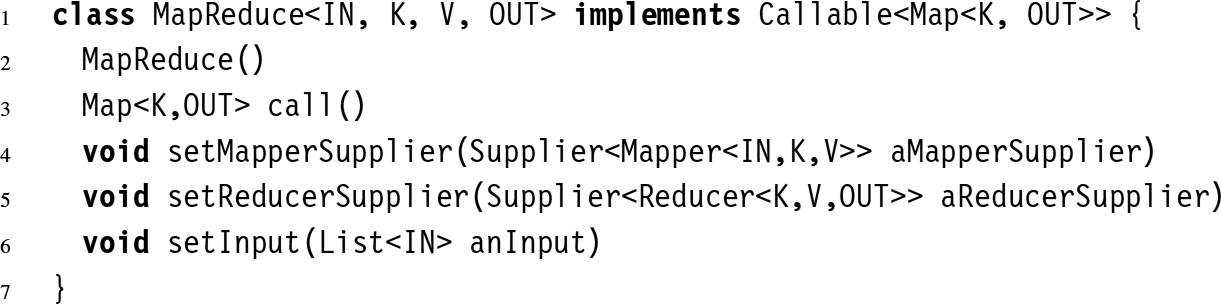 1 class MapReduce<IN, K, V, OUT> implements Callable<Map<K, OUT>> {
2 MapReduce()
3 Map<K,OUT> call()
4 void setMapperSupplier(Supplier<Mapper<IN,K,V>> aMapperSupplier)
5 void setReducerSupplier(Supplier<Reducer<K,V,OUT>> aReducerSupplier)
6 void setInput(List<IN> anInput)
7 }